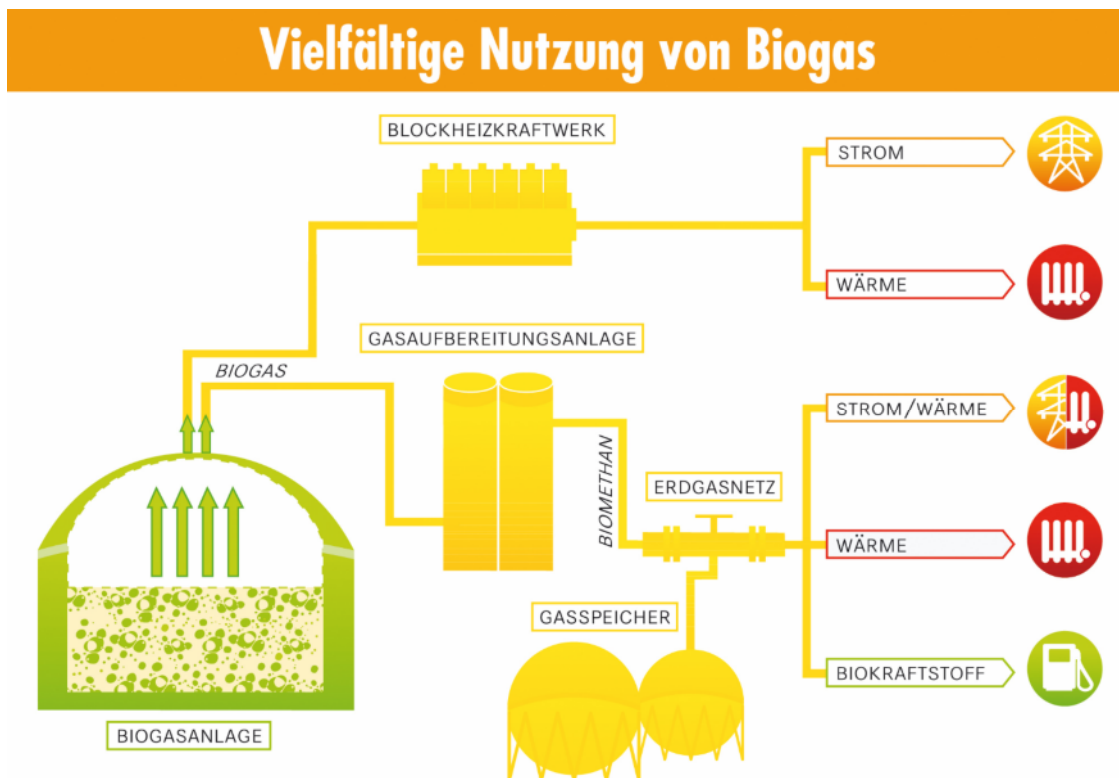 Vielfältige Nutzung von Biogas
BLOCKHEIZKRAFTWERK
STROM
WÄRME
GASAUFBEREITUNGSANLAGE
BIOGAS
BIOMETHAN
STROM/WÄRME
ERDGASNETZ
WÄRME
GASSPEICHER
BIOKRAFTSTOFF
BIOGASANLAGE